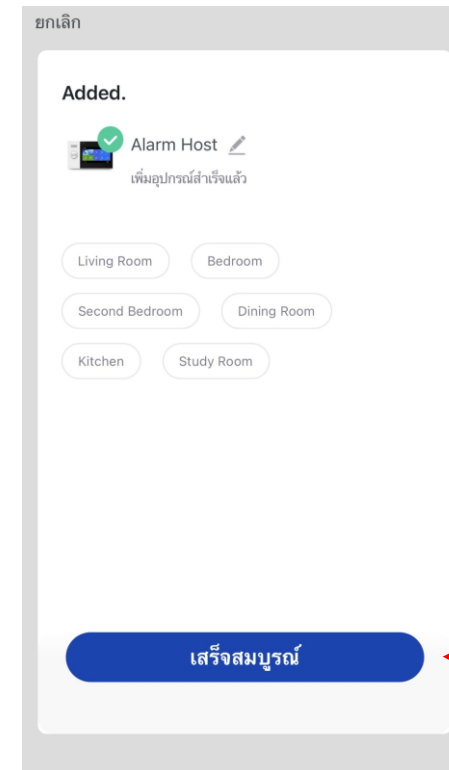 ยกเลิก
Added.
Alarm Host
เพิ่มอุปกรณ์สำเร็จแล้ว
Living Room Bedroom
Second Bedroom Dining Room
Kitchen Study Room
เสร็จสมบูรณ์